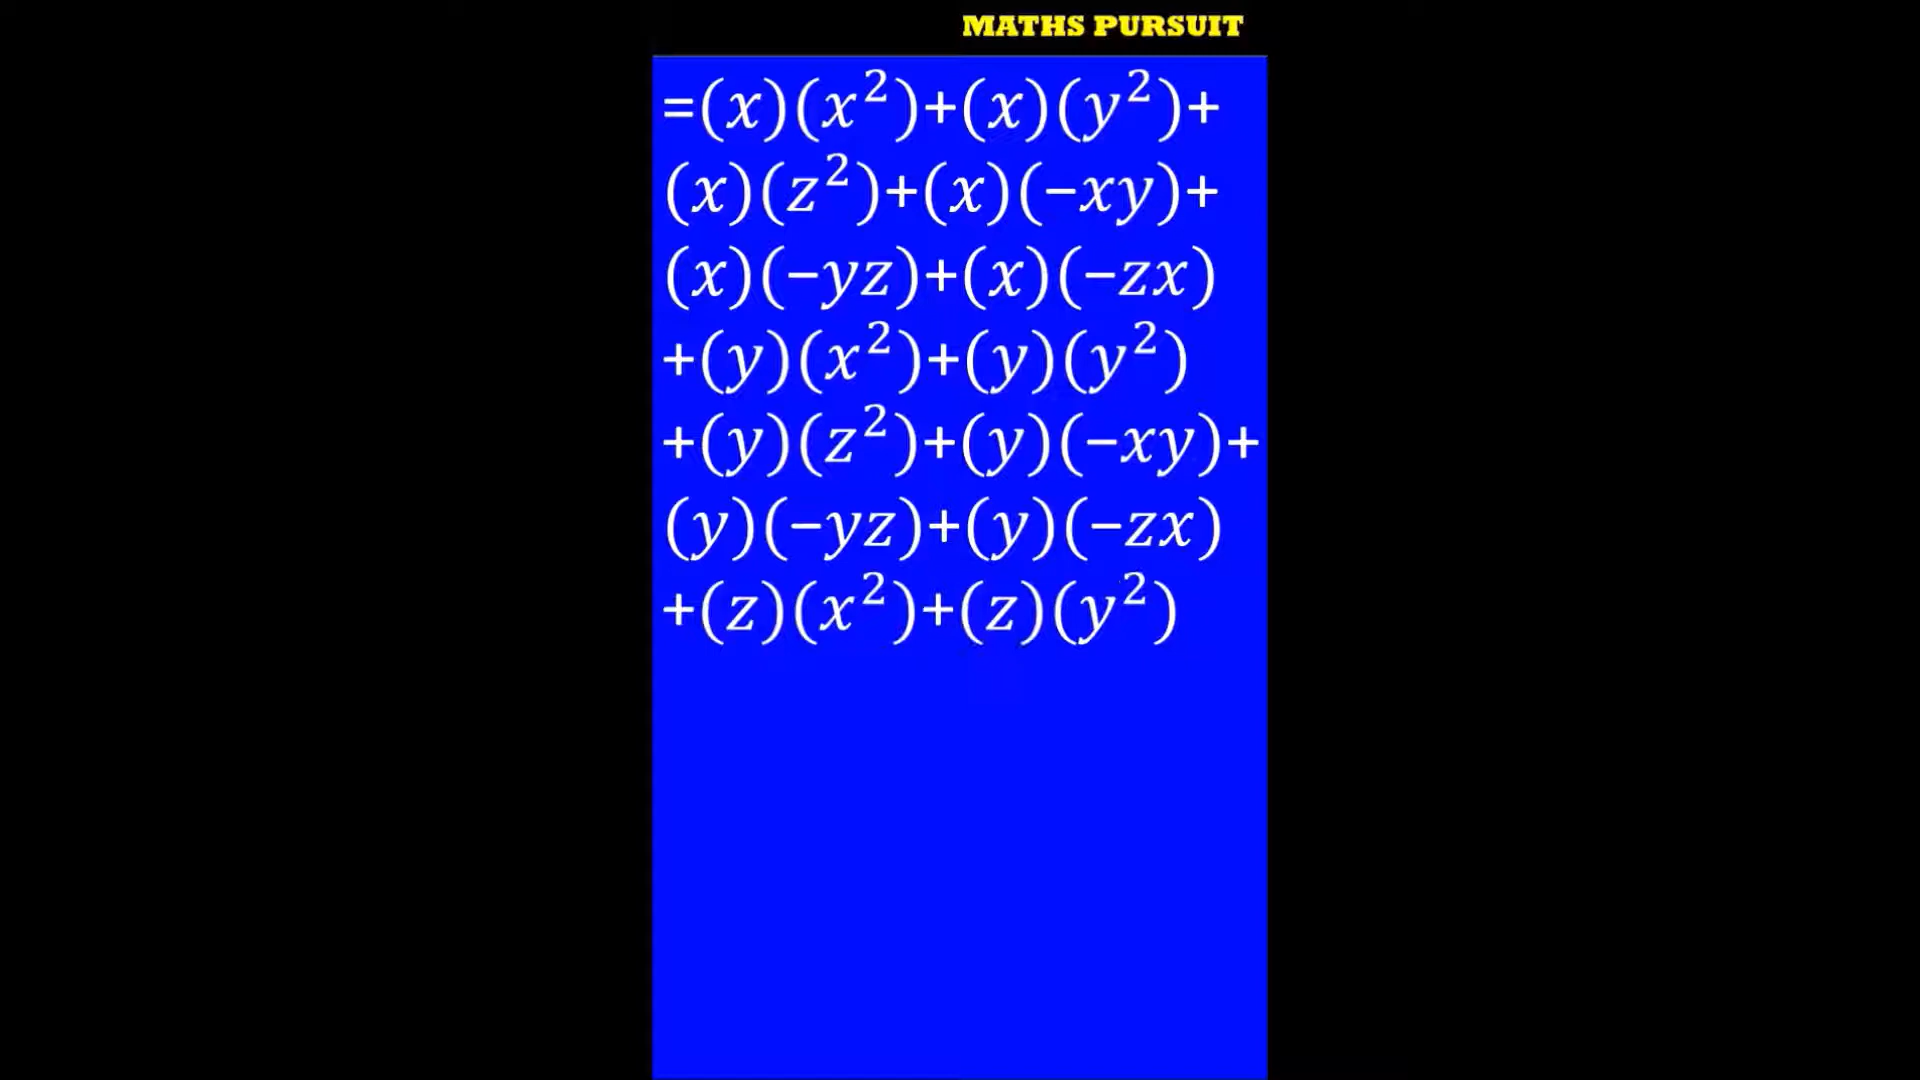 MATHS PURSUIT
=(x)(x²)+(x)(y²)+
(x)(z²)+(x)(−xy)+
(x)(−yz)+(x)(−zx)
+(y)(x²)+(y)(y²)
+(y)(z²)+(y)(−xy)+
(y)(−yz)+(y)(−zx)
+(z)(x²)+(z)(y²)